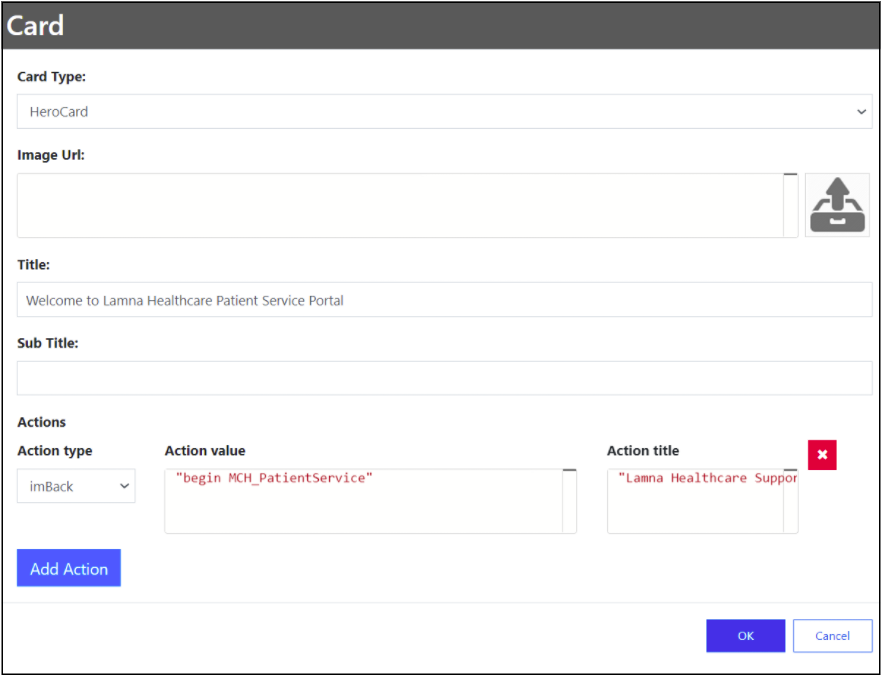 Card
Card Type:
HeroCard
Image Url:
Title:
Welcome to Lamna Healthcare Patient Service Portal
Sub Title:
Actions
Action type Action value Action title
imBack "begin MCH_PatientService" "Lamna Healthcare Suppor
Add Action
OK Cancel